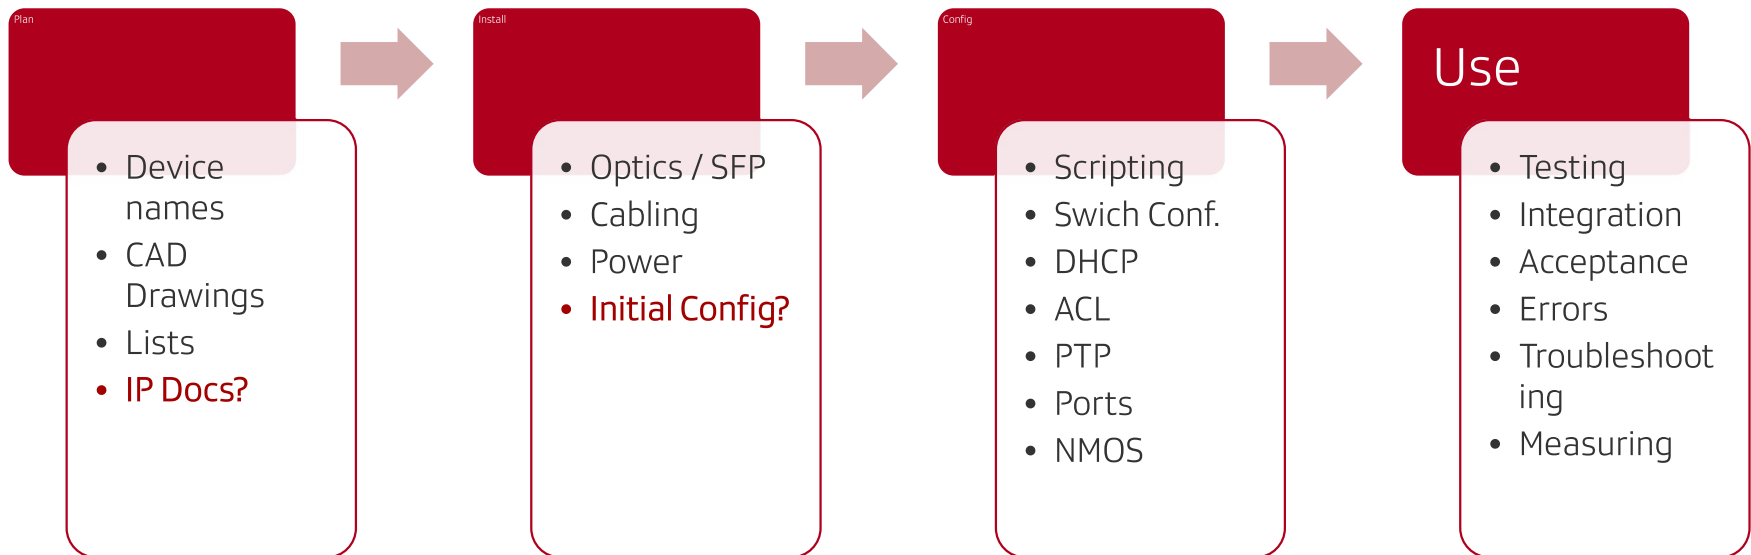 Plan
• Device
names
• CAD
Drawings
• Lists
• IP Docs?
Install
• Optics / SFP
• Cabling
• Power
• Initial Config?
Config
• Scripting
• Swich Conf.
• DHCP
• ACL
• PTP
• Ports
• NMOS
Use
• Testing
• Integration
• Acceptance
• Errors
• Troubleshoot
ing
• Measuring